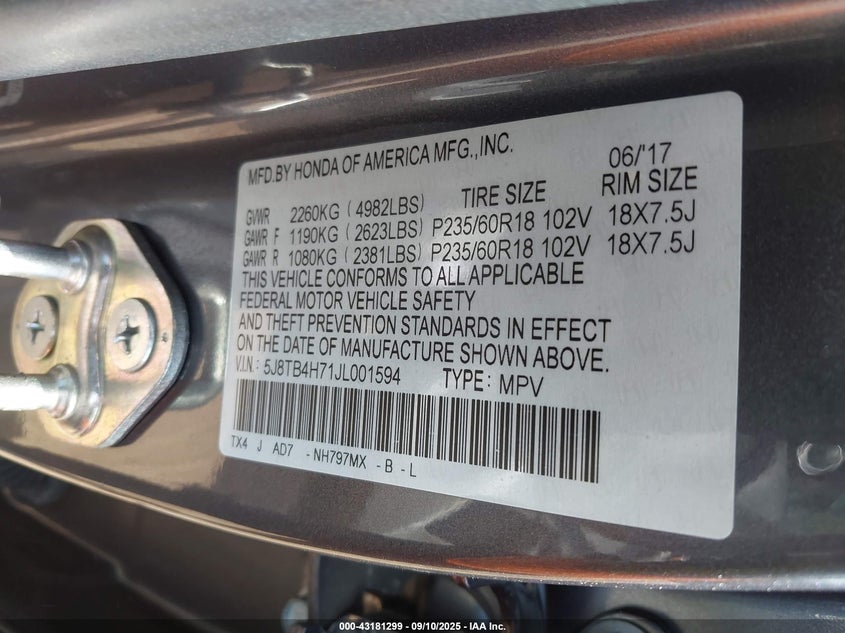 MFD.BY HONDA OF AMERICA MFG.,INC. 06/'17
TIRE SIZE RIM SIZE
GVWR 2260KG ( 4982LBS)
GAWR F 1190KG ( 2623LBS) P235/60R18 102V 18X7.5J
GAWR R 1080KG ( 2381LBS) P235/60R18 102V 18X7.5J
THIS VEHICLE CONFORMS TO ALL APPLICABLE
FEDERAL MOTOR VEHICLE SAFETY
AND THEFT PREVENTION STANDARDS IN EFFECT
ON THE DATE OF MANUFACTURE SHOWN ABOVE.
V.I.N.: 5J8TB4H71JL001594 TYPE: MPV
TX4 J AD7 - NH797MX - B - L
000-43181299 - 09/10/2025 - IAA Inc.